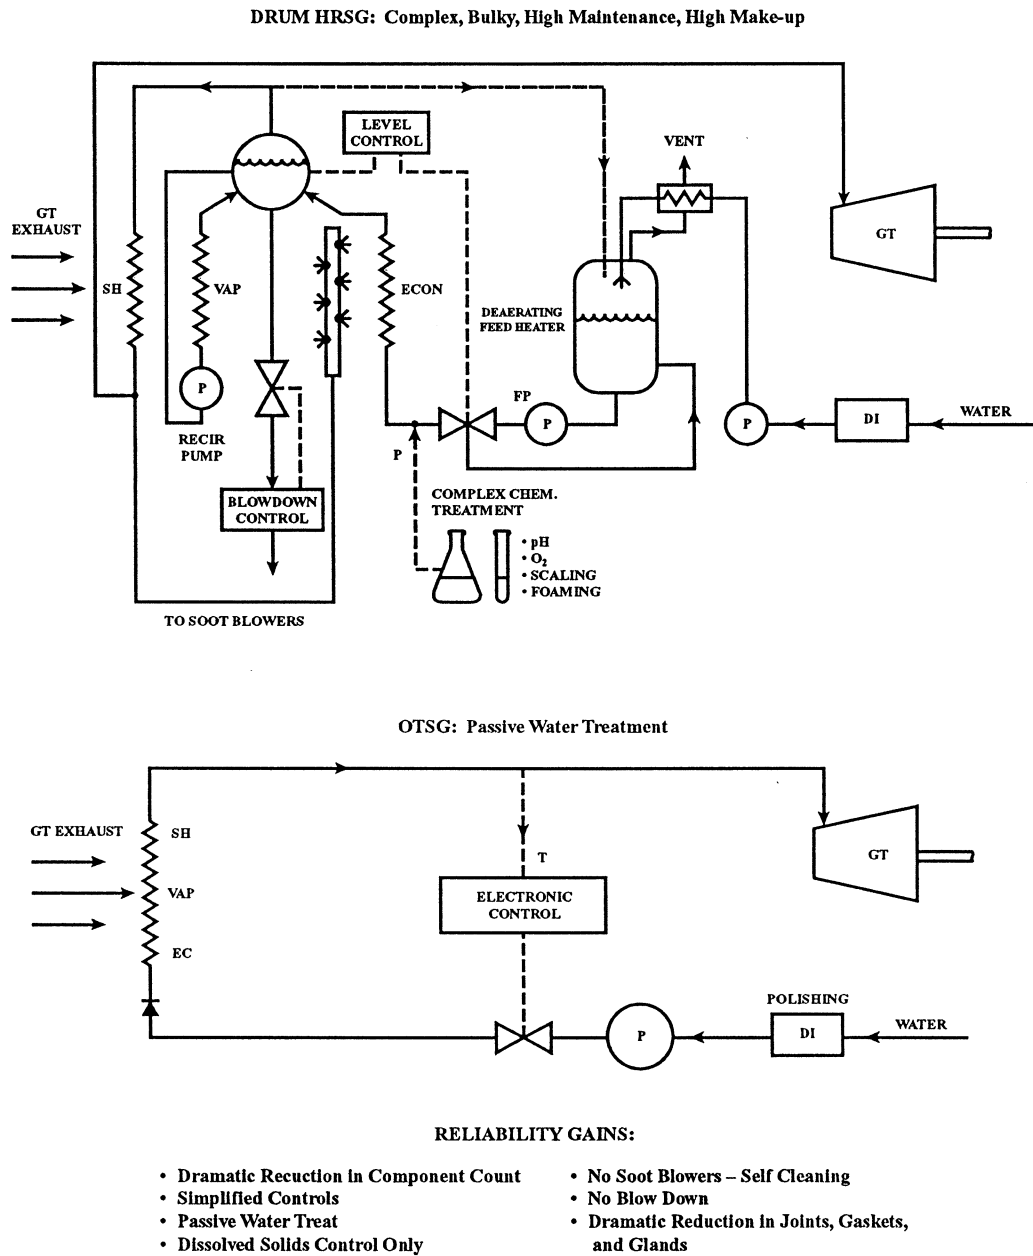 DRUM HRSG: Complex, Bulky, High Maintenance, High Make-up
LEVEL
CONTROL
VENT
GT
EXHAUST
GT
SH
VAP
ECON
DEAERATING
FEED HEATER
P
FP
P
P
DI
WATER
RECIR
PUMP
P
BLOWDOWN
CONTROL
COMPLEX CHEM.
TREATMENT
• pH
• O₂
• SCALING
• FOAMING
TO SOOT BLOWERS
OTSG: Passive Water Treatment
GT EXHAUST
SH
VAP
EC
T
ELECTRONIC
CONTROL
GT
POLISHING
P
DI
WATER
RELIABILITY GAINS:
• Dramatic Recuction in Component Count
• Simplified Controls
• Passive Water Treat
• Dissolved Solids Control Only
• No Soot Blowers – Self Cleaning
• No Blow Down
• Dramatic Reduction in Joints, Gaskets,
and Glands